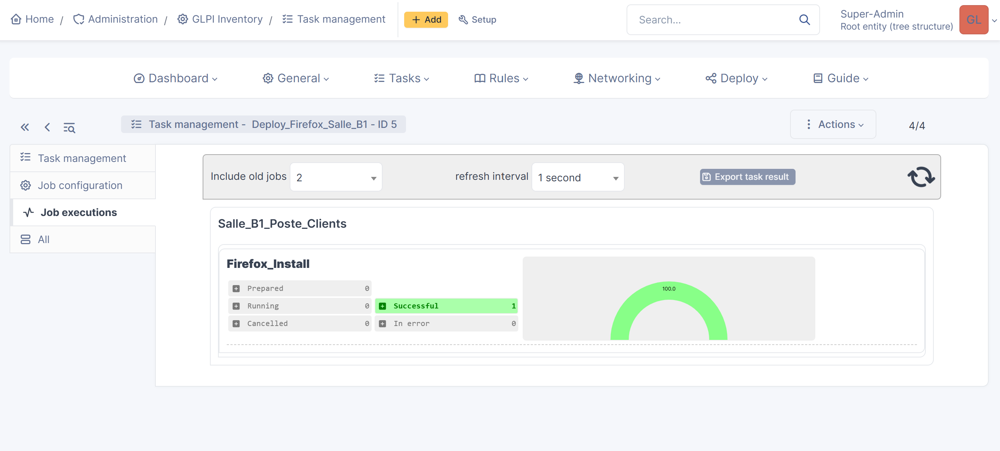 Home / Administration / GLPI Inventory / Task management
Add
Setup
Search...
Super-Admin
Root entity (tree structure)
GL
Dashboard
General
Tasks
Rules
Networking
Deploy
Guide
Task management - Deploy_Firefox_Salle_B1 - ID 5
Actions
4/4
Task management
Job configuration
Job executions
All
Include old jobs 2
refresh interval 1 second
Export task result
Salle_B1_Poste_Clients
Firefox_Install
Prepared 0
Running 0
Successful 1
Cancelled 0
In error 0
100.0